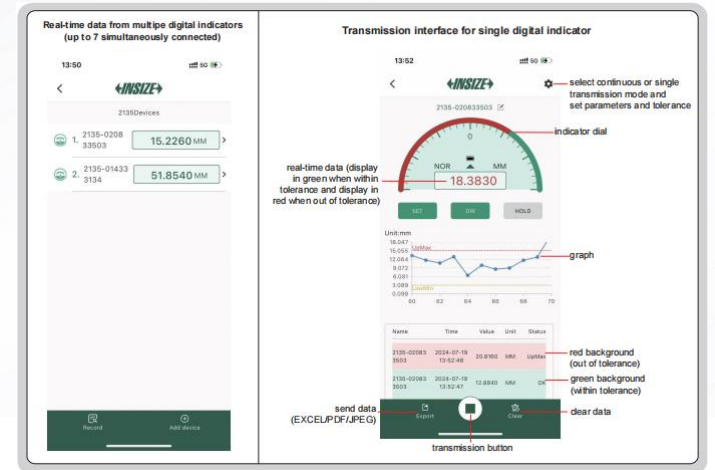 Real-time data from multipe digital indicators
(up to 7 simultaneously connected)
13:50
5G
INSIZE
2135Devices
1. 2135-0208
33503
15.2260 MM
2. 2135-01433
3134
51.8540 MM
Record
Add device
Transmission interface for single digital indicator
13:52
5G
INSIZE
2135-020833503
0
NOR
MM
18.3830
SET
HOLD
Unit:mm
18.047
15.055
UpMax
12.064
9.072
6.081
3.089
0.098
60 62 64 66 68 70
Name Time Value Unit Status
2135-02083
3503
2024-07-19
13:52:48
20.8160 MM UpMax
2135-02083
3503
2024-07-19
13:52:47
12.8840 MM OK
Export
Clear
select continuous or single
transmission mode and
set parameters and tolerance
indicator dial
real-time data (display
in green when within
tolerance and display in
red when out of tolerance)
graph
red background
(out of tolerance)
green background
(within tolerance)
send data
(EXCEL/PDF/JPEG)
clear data
transmission button